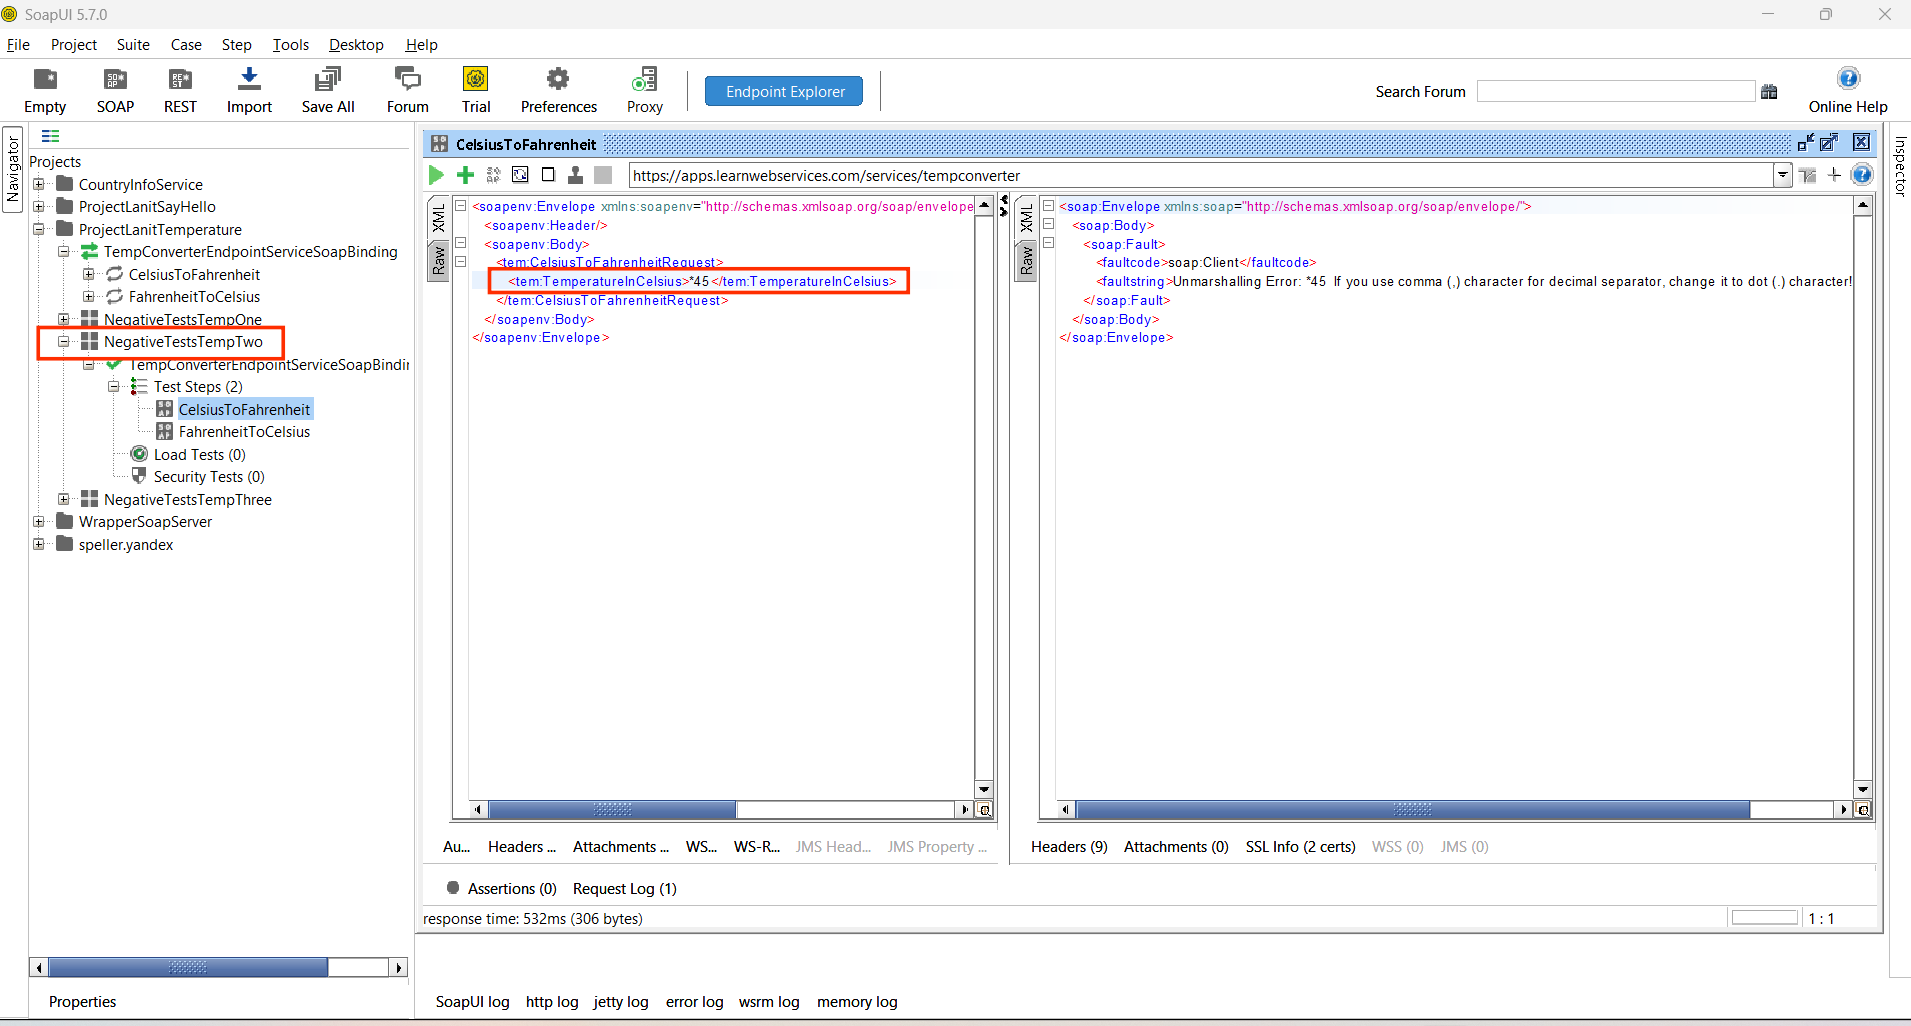 SoapUI 5.7.0
File Project Suite Case Step Tools Desktop Help
Empty SOAP REST Import Save All Forum Trial Preferences Proxy Endpoint Explorer Search Forum Online Help
Navigator
Projects
CountryInfoService
ProjectLanitSayHello
ProjectLanitTemperature
TempConverterEndpointServiceSoapBinding
CelsiusToFahrenheit
FahrenheitToCelsius
NegativeTestsTempOne
NegativeTestsTempTwo
TempConverterEndpointServiceSoapBindin
Test Steps (2)
CelsiusToFahrenheit
FahrenheitToCelsius
Load Tests (0)
Security Tests (0)
NegativeTestsTempThree
WrapperSoapServer
speller.yandex
Properties
CelsiusToFahrenheit
https://apps.learnwebservices.com/services/tempconverter
XML
Raw
<soapenv:Envelope xmlns:soapenv="http://schemas.xmlsoap.org/soap/envelope
<soapenv:Header/>
<soapenv:Body>
<tem:CelsiusToFahrenheitRequest>
<tem:TemperatureInCelsius>*45</tem:TemperatureInCelsius>
</tem:CelsiusToFahrenheitRequest>
</soapenv:Body>
</soapenv:Envelope>
XML
Raw
<soap:Envelope xmlns:soap="http://schemas.xmlsoap.org/soap/envelope/">
<soap:Body>
<soap:Fault>
<faultcode>soap:Client</faultcode>
<faultstring>Unmarshalling Error: *45 If you use comma (,) character for decimal separator, change it to dot (.) character!
</soap:Fault>
</soap:Body>
</soap:Envelope>
Au... Headers ... Attachments ... WS... WS-R... JMS Head... JMS Property ...
Headers (9) Attachments (0) SSL Info (2 certs) WSS (0) JMS (0)
Assertions (0) Request Log (1)
response time: 532ms (306 bytes)
1 : 1
SoapUI log http log jetty log error log wsrm log memory log
Inspector